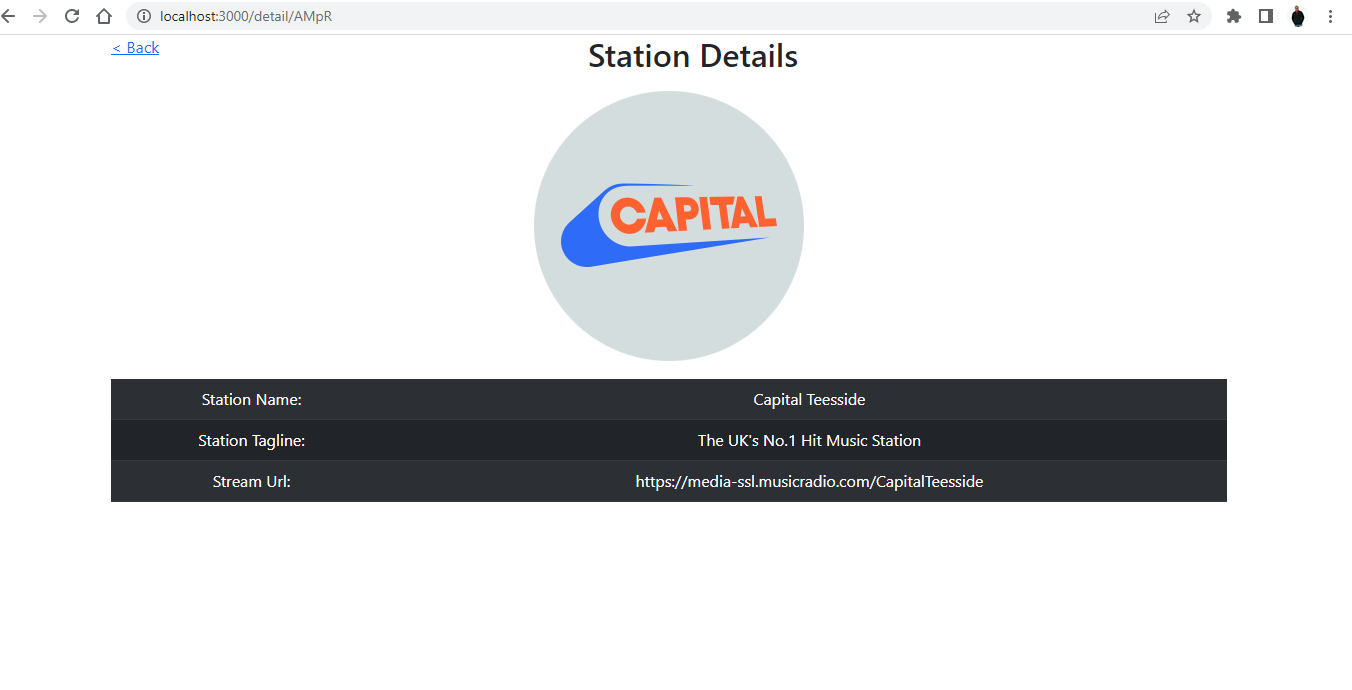 localhost:3000/detail/AMpR
< Back
Station Details
CAPITAL
Station Name: Capital Teesside
Station Tagline: The UK's No.1 Hit Music Station
Stream Url: https://media-ssl.musicradio.com/CapitalTeesside